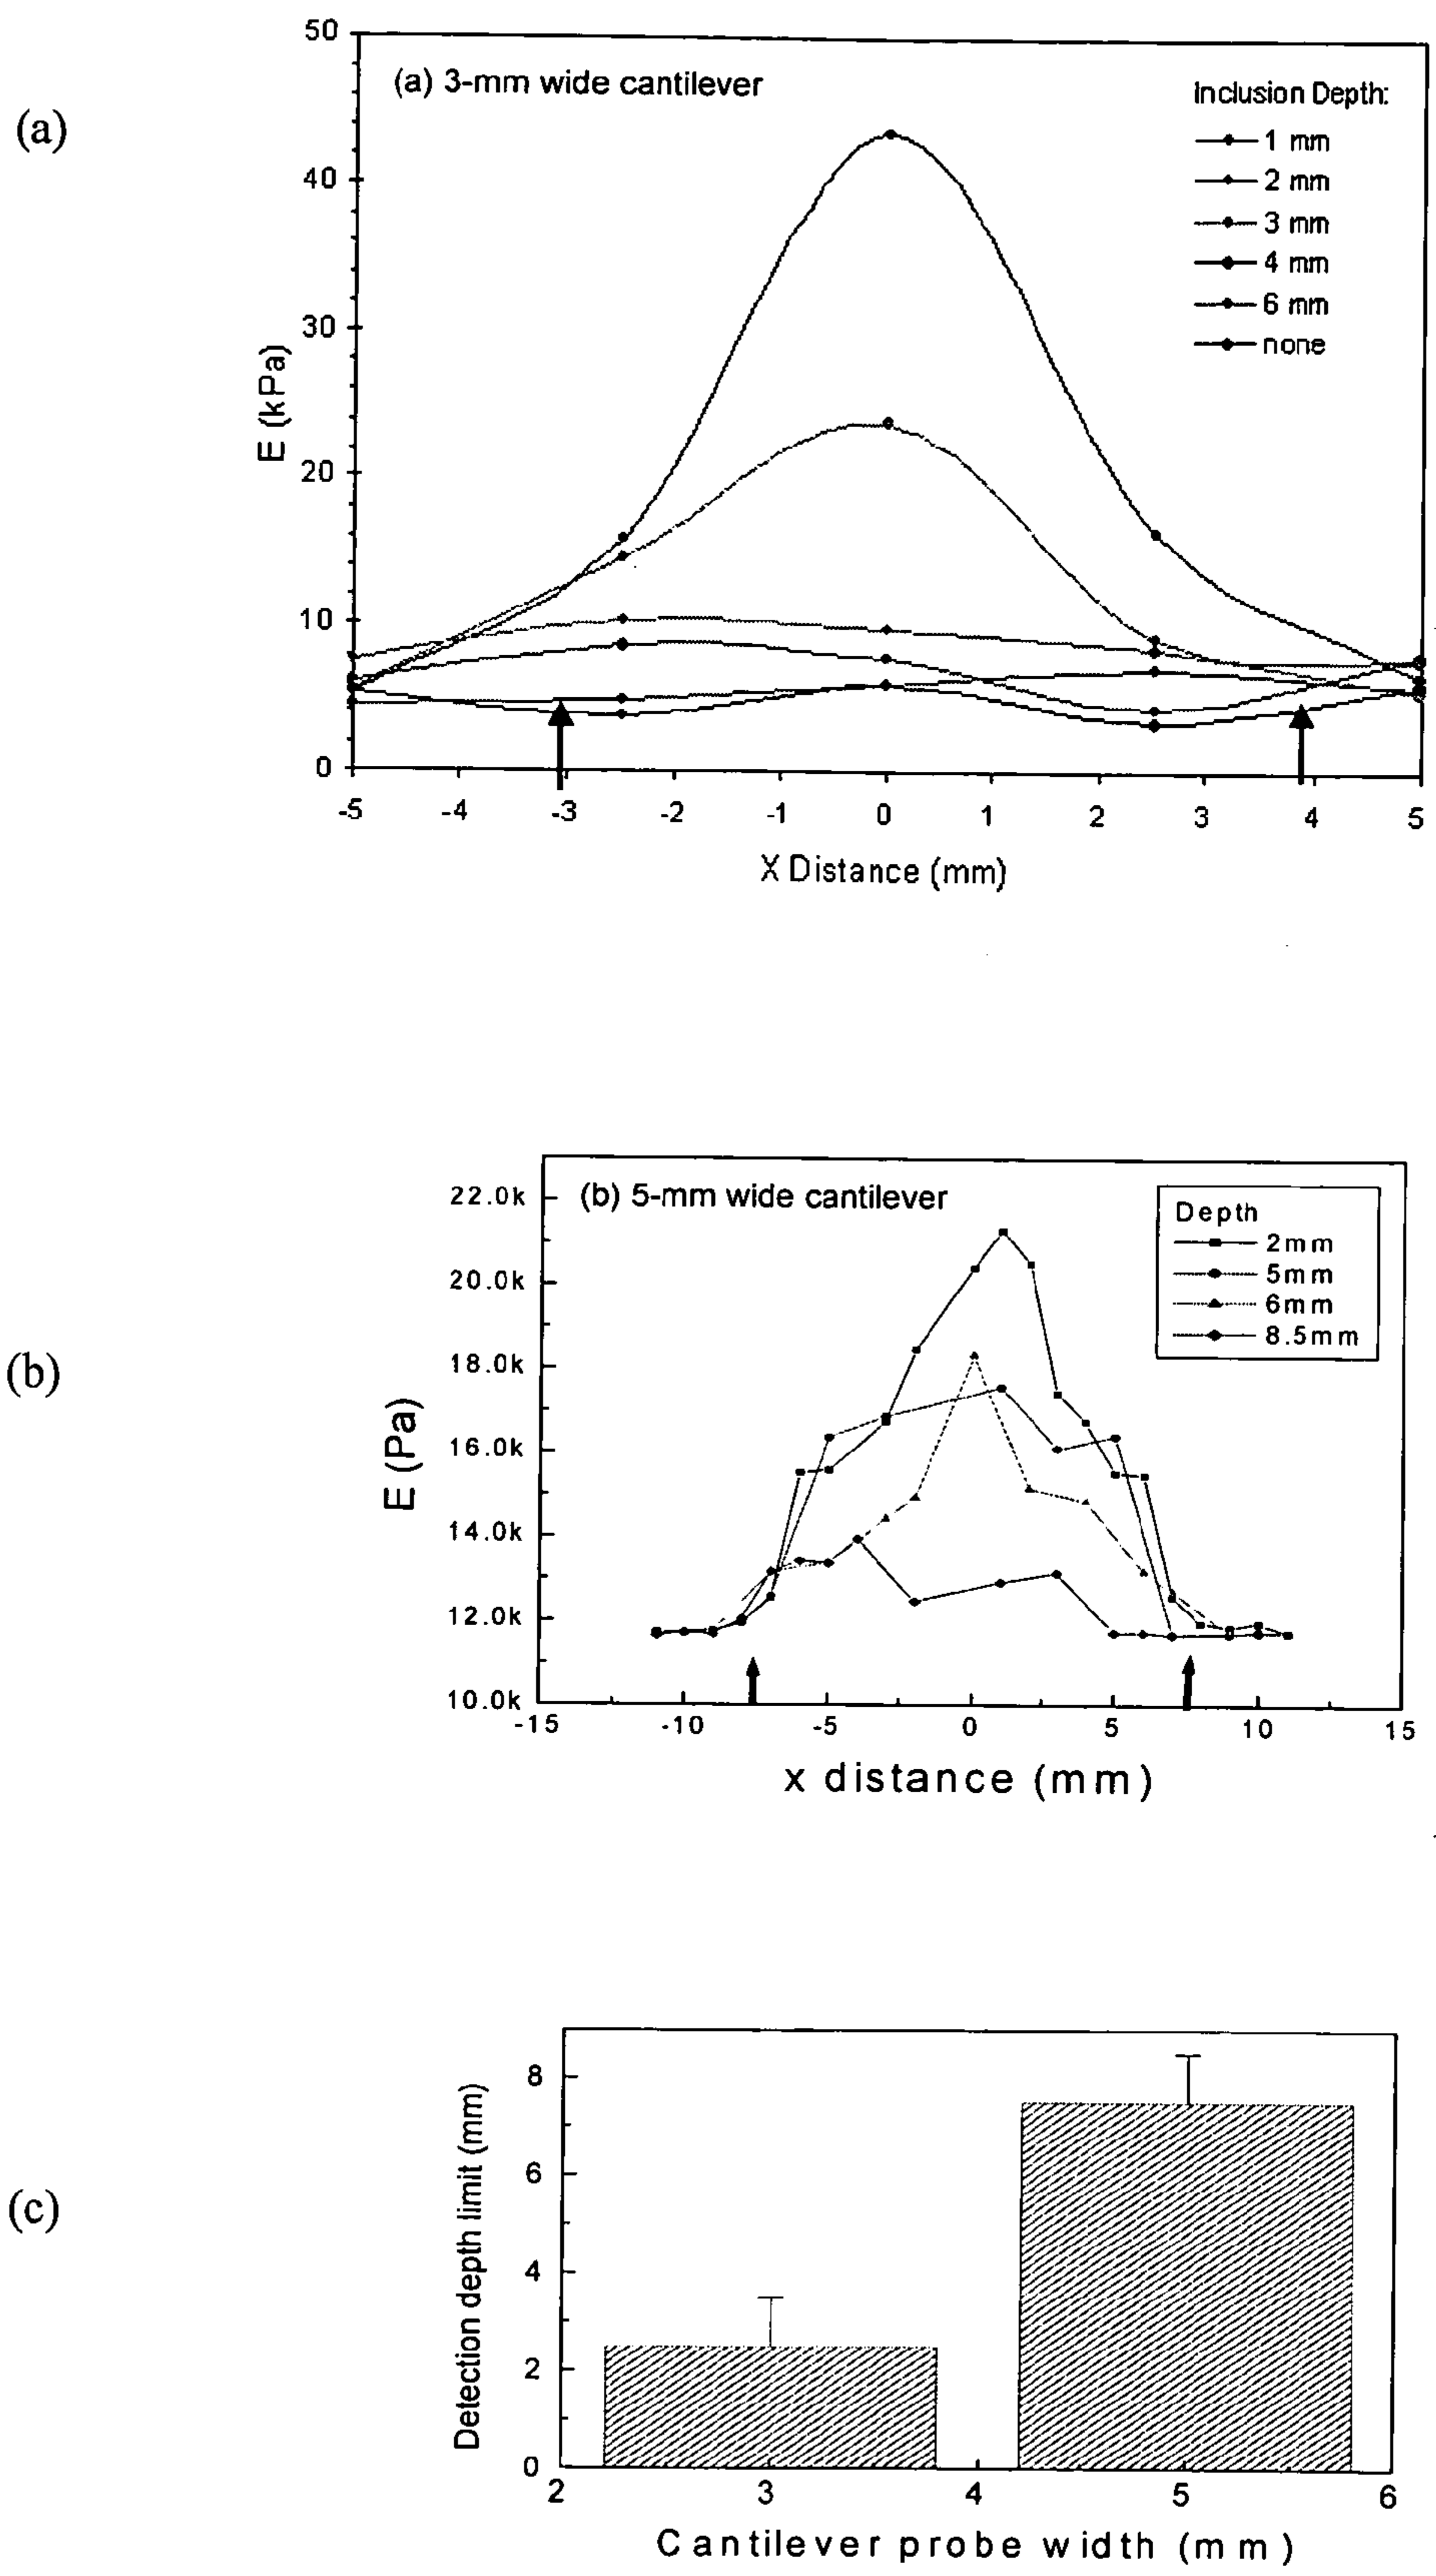 (a)
50
40
30
20
10
0
E (kPa)
(a) 3-mm wide cantilever
Inclusion Depth:
1 mm
2 mm
3 mm
4 mm
6 mm
none
-5 -4 -3 -2 -1 0 1 2 3 4 5
X Distance (mm)
(b)
22.0k
20.0k
18.0k
16.0k
14.0k
12.0k
10.0k
E (Pa)
(b) 5-mm wide cantilever
Depth
2mm
5mm
6mm
8.5mm
-15 -10 -5 0 5 10 15
x distance (mm)
(c)
8
6
4
2
0
Detection depth limit (mm)
2 3 4 5 6
Cantilever probe width (mm)